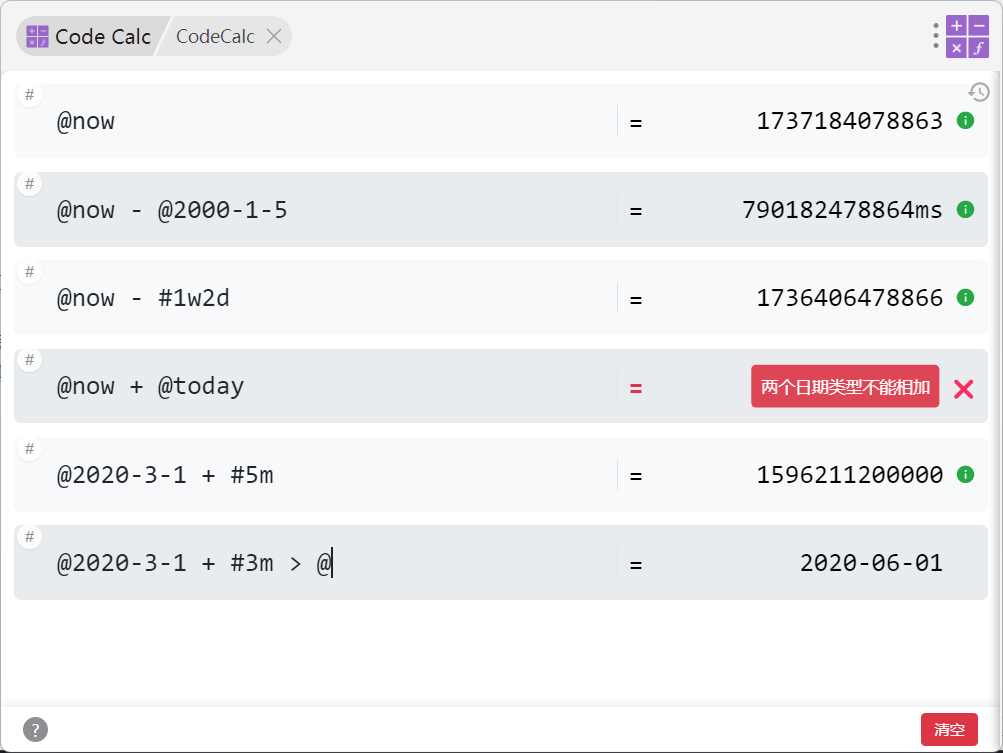 Code Calc CodeCalc
#
@now = 1737184078863
#
@now - @2000-1-5 = 790182478864ms
#
@now - #1w2d = 1736406478866
#
@now + @today = 两个日期类型不能相加
#
@2020-3-1 + #5m = 1596211200000
#
@2020-3-1 + #3m > @ = 2020-06-01
? 清空